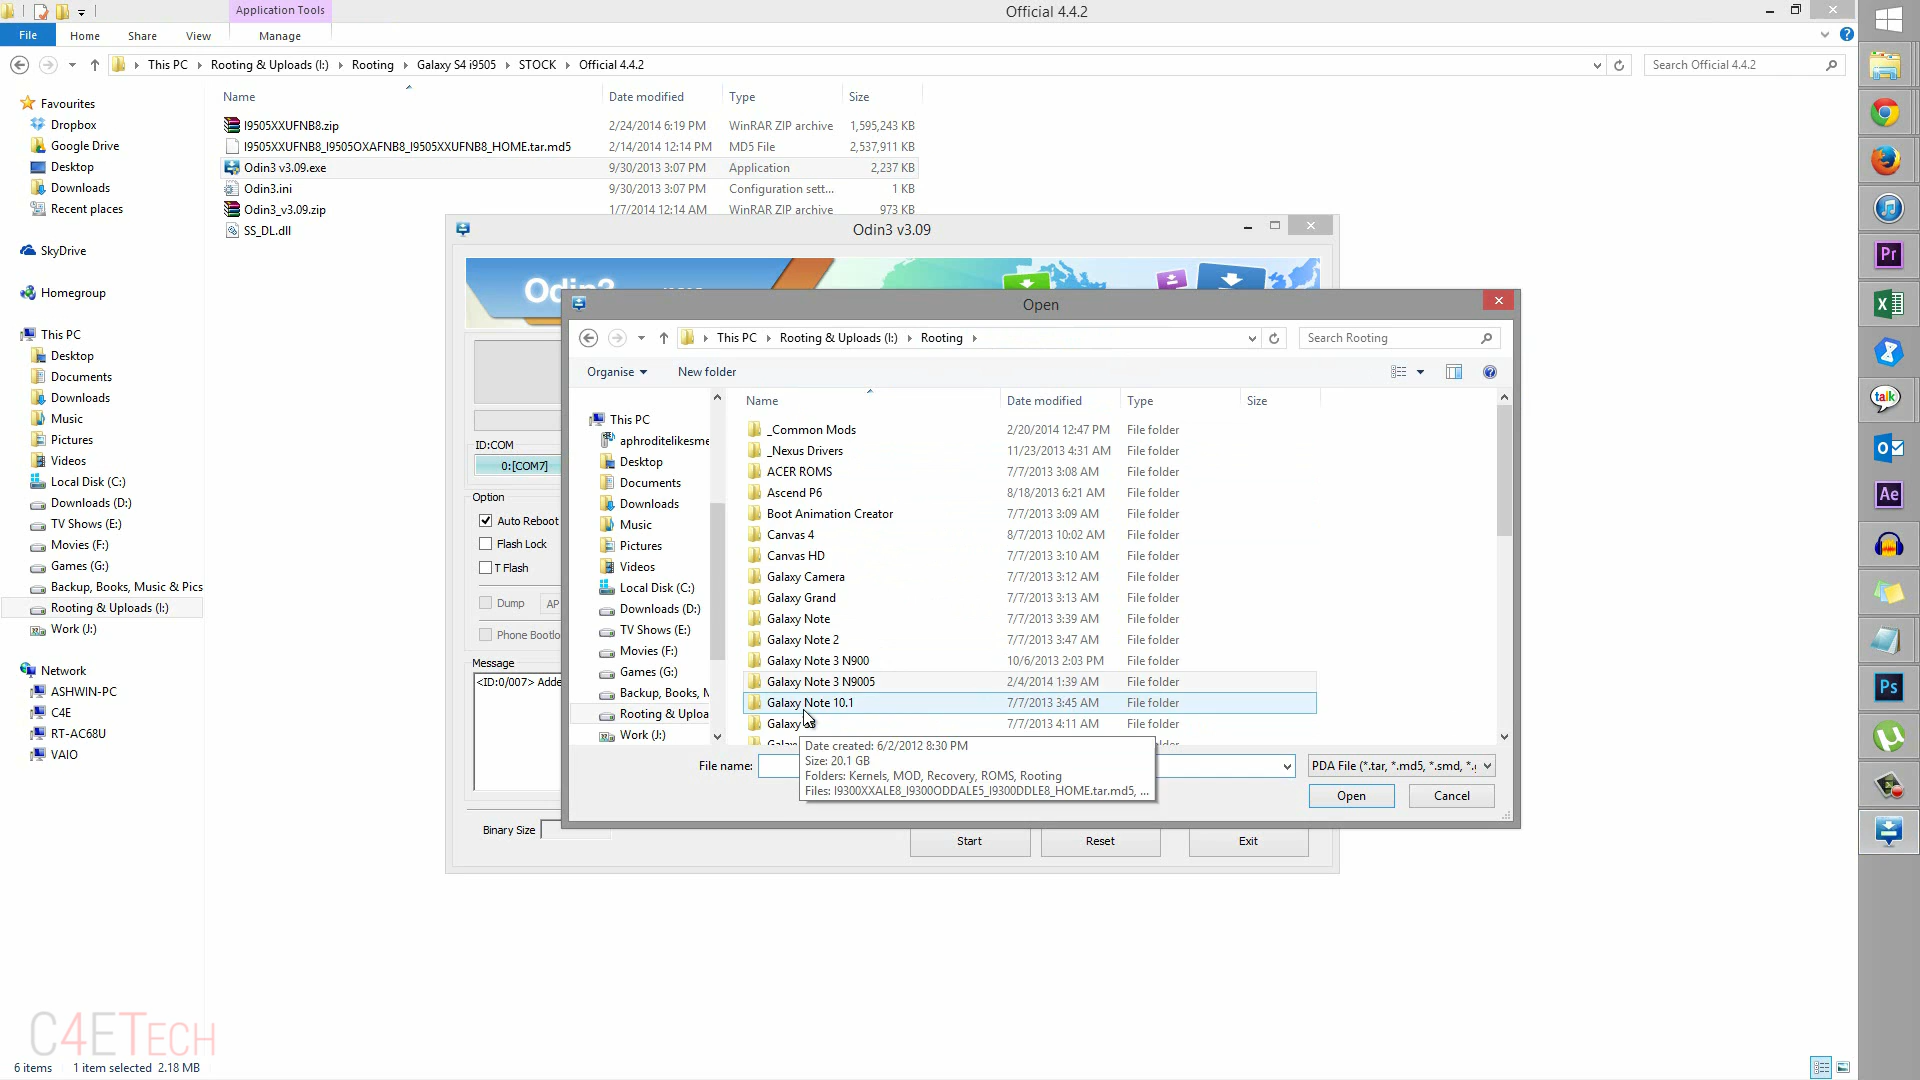 Application Tools
Official 4.4.2
File
Home
Share
View
Manage
This PC
Rooting & Uploads (I:)
Rooting
Galaxy S4 i9505
STOCK
Official 4.4.2
Search Official 4.4.2
Name
Date modified
Type
Size
Favourites
Dropbox
Google Drive
Desktop
Downloads
Recent places
SkyDrive
Homegroup
This PC
Desktop
Documents
Downloads
Music
Pictures
Videos
Local Disk (C:)
Downloads (D:)
TV Shows (E:)
Movies (F:)
Games (G:)
Backup, Books, Music & Pics
Rooting & Uploads (I:)
Work (J:)
Network
ASHWIN-PC
C4E
RT-AC68U
VAIO
I9505XXUFNB8.zip 2/24/2014 6:19 PM WinRAR ZIP archive 1,595,243 KB
I9505XXUFNB8_I9505OXAFNB8_I9505XXUFNB8_HOME.tar.md5 2/14/2014 12:14 PM MD5 File 2,537,911 KB
Odin3 v3.09.exe 9/30/2013 3:07 PM Application 2,237 KB
Odin3.ini 9/30/2013 3:07 PM Configuration sett... 1 KB
Odin3_v3.09.zip 1/7/2014 12:14 AM WinRAR ZIP archive 973 KB
SS_DL.dll
Odin3 v3.09
ID:COM
0:[COM7]
Option
Auto Reboot
Flash Lock
T Flash
Dump
AP
Phone Bootlo
Message
<ID:0/007> Adde
Binary Size
Start
Reset
Exit
Open
This PC
Rooting & Uploads (I:)
Rooting
Search Rooting
Organise
New folder
This PC
aphroditelikesme
Desktop
Documents
Downloads
Music
Pictures
Videos
Local Disk (C:)
Downloads (D:)
TV Shows (E:)
Movies (F:)
Games (G:)
Backup, Books, M
Rooting & Uploa
Work (J:)
Name Date modified Type Size
_Common Mods 2/20/2014 12:47 PM File folder
_Nexus Drivers 11/23/2013 4:31 AM File folder
ACER ROMS 7/7/2013 3:08 AM File folder
Ascend P6 8/18/2013 6:21 AM File folder
Boot Animation Creator 7/7/2013 3:09 AM File folder
Canvas 4 8/7/2013 10:02 AM File folder
Canvas HD 7/7/2013 3:10 AM File folder
Galaxy Camera 7/7/2013 3:12 AM File folder
Galaxy Grand 7/7/2013 3:13 AM File folder
Galaxy Note 7/7/2013 3:39 AM File folder
Galaxy Note 2 7/7/2013 3:47 AM File folder
Galaxy Note 3 N900 10/6/2013 2:03 PM File folder
Galaxy Note 3 N9005 2/4/2014 1:39 AM File folder
Galaxy Note 10.1 7/7/2013 3:45 AM File folder
Galaxy 7/7/2013 4:11 AM File folder
Date created: 6/2/2012 8:30 PM
Size: 20.1 GB
Folders: Kernels, MOD, Recovery, ROMS, Rooting
Files: I9300XXALE8_I9300ODDALE5_I9300DDLE8_HOME.tar.md5, ...
File name:
PDA File (*.tar, *.md5, *.smd, *.
Open
Cancel
talk
Pr
Ae
Ps
C4ETECH
6 items
1 item selected 2.18 MB